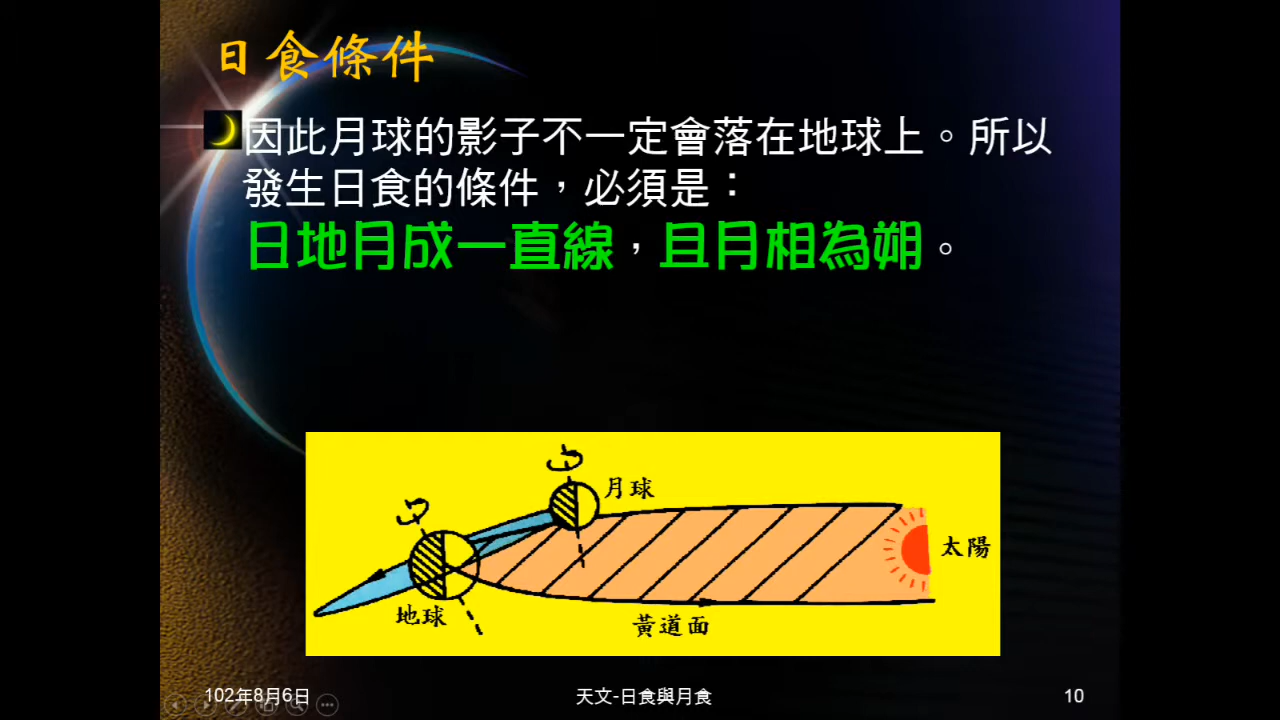 日食條件
因此月球的影子不一定會落在地球上。所以
發生日食的條件，必須是：
日地月成一直線，且月相為朔。
月球
太陽
地球
黃道面
102年8月6日
天文-日食與月食
10